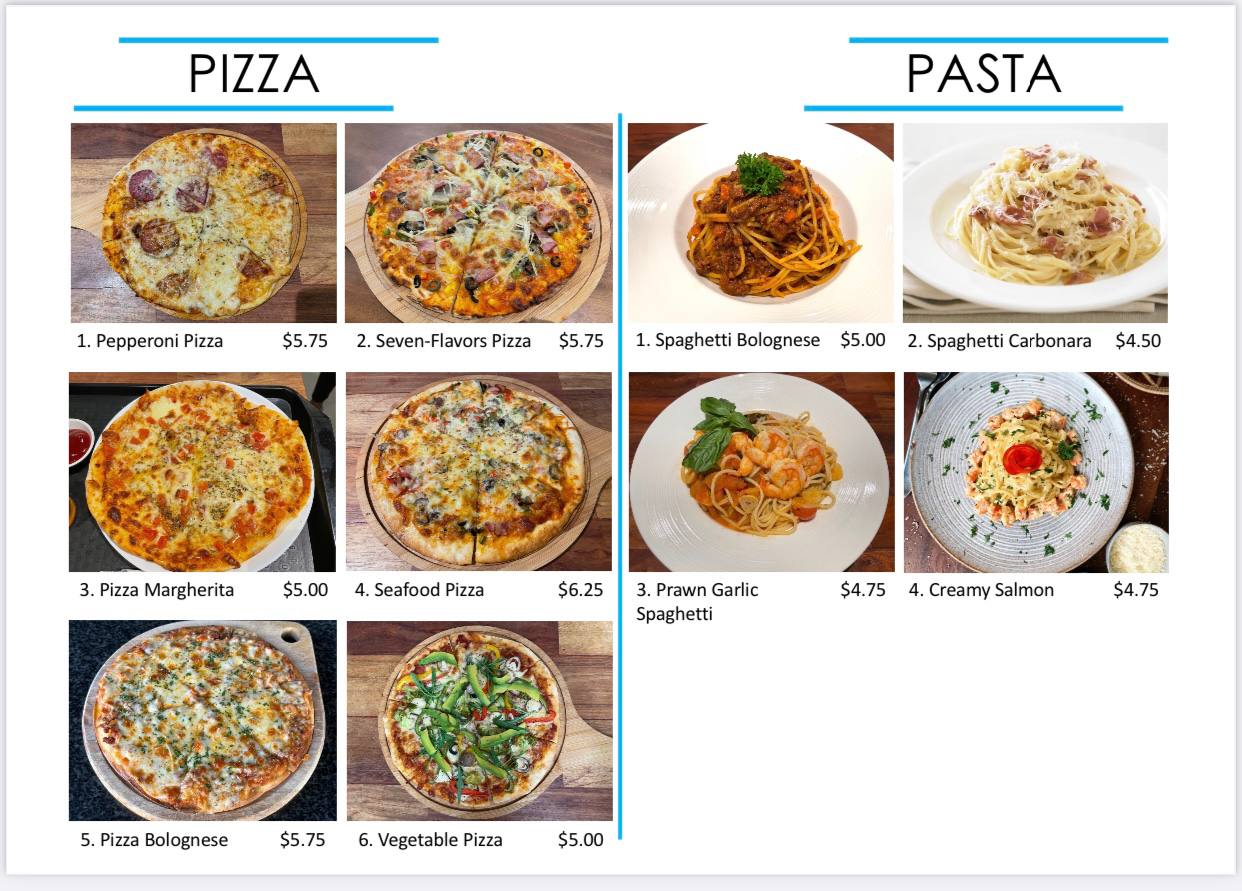 PIZZA
PASTA
1. Pepperoni Pizza $5.75
2. Seven-Flavors Pizza $5.75
3. Pizza Margherita $5.00
4. Seafood Pizza $6.25
5. Pizza Bolognese $5.75
6. Vegetable Pizza $5.00
1. Spaghetti Bolognese $5.00
2. Spaghetti Carbonara $4.50
3. Prawn Garlic $4.75
Spaghetti
4. Creamy Salmon $4.75